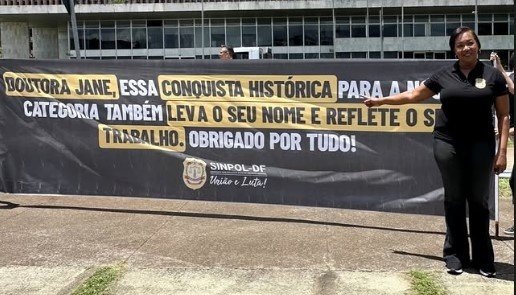 DOUTORA JANE, ESSA CONQUISTA HISTÓRICA PARA A N
CATEGORIA TAMBÉM LEVA O SEU NOME E REFLETE O S
TRABALHO. OBRIGADO POR TUDO!
SINPOL-DF
União e Luta!